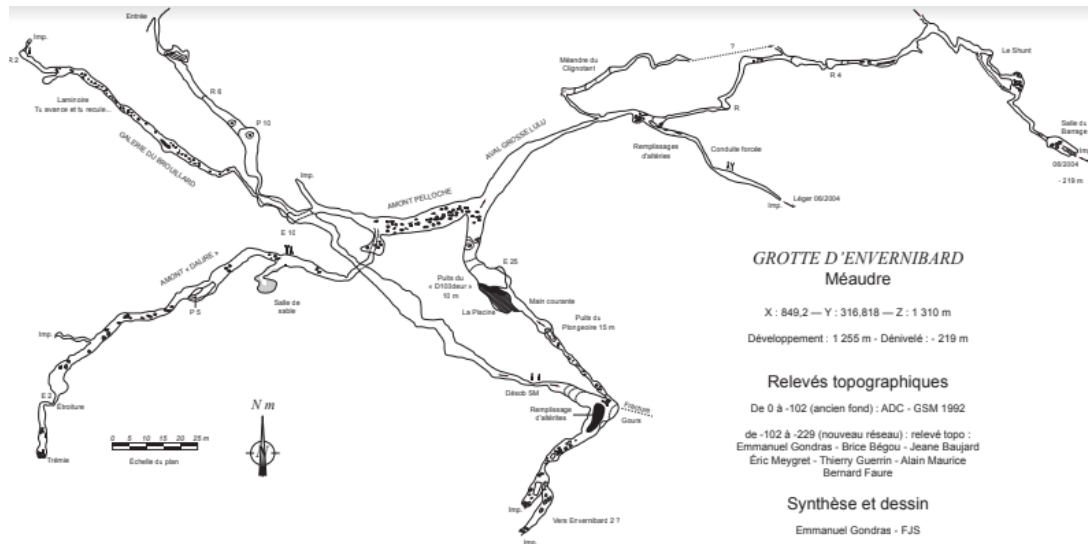 Entrée
Imp.
R 2
Laminoire
Tu avance et tu recule...
R 6
P 10
GALERIE DU BROUILLARD
Imp.
E 10
AMONT PELLOCHE
AVAL GROSSE LULU
Méandre du
Clignotant
?
R 4
R
Le Shunt
Salle du
Barrage
Imp.
06/2004
- 219 m
Remplissages
d'altéries
Conduite forcée
Imp.
Léger 06/2004
AMONT « DALIRE »
Salle de
sable
P 5
Imp.
E 2
Étroiture
Trémie
0 5 10 15 20 25 m
Échelle du plan
N m
E 25
Puits du
« D103deur »
10 m
La Piscine
Main courante
Puits du
Plongeoire 15 m
Désob SM
Remplissage
d'altérites
Fracture
Gours
Imp.
Vers Envernibard 2 ?
Imp.
GROTTE D'ENVERNIBARD
Méaudre
X : 849,2 — Y : 316,818 — Z : 1 310 m
Développement : 1 255 m - Dénivelé : - 219 m
Relevés topographiques
De 0 à -102 (ancien fond) : ADC - GSM 1992
de -102 à -229 (nouveau réseau) : relevé topo :
Emmanuel Gondras - Brice Bégou - Jeane Baujard
Éric Meygret - Thierry Guerrin - Alain Maurice
Bernard Faure
Synthèse et dessin
Emmanuel Gondras - FJS